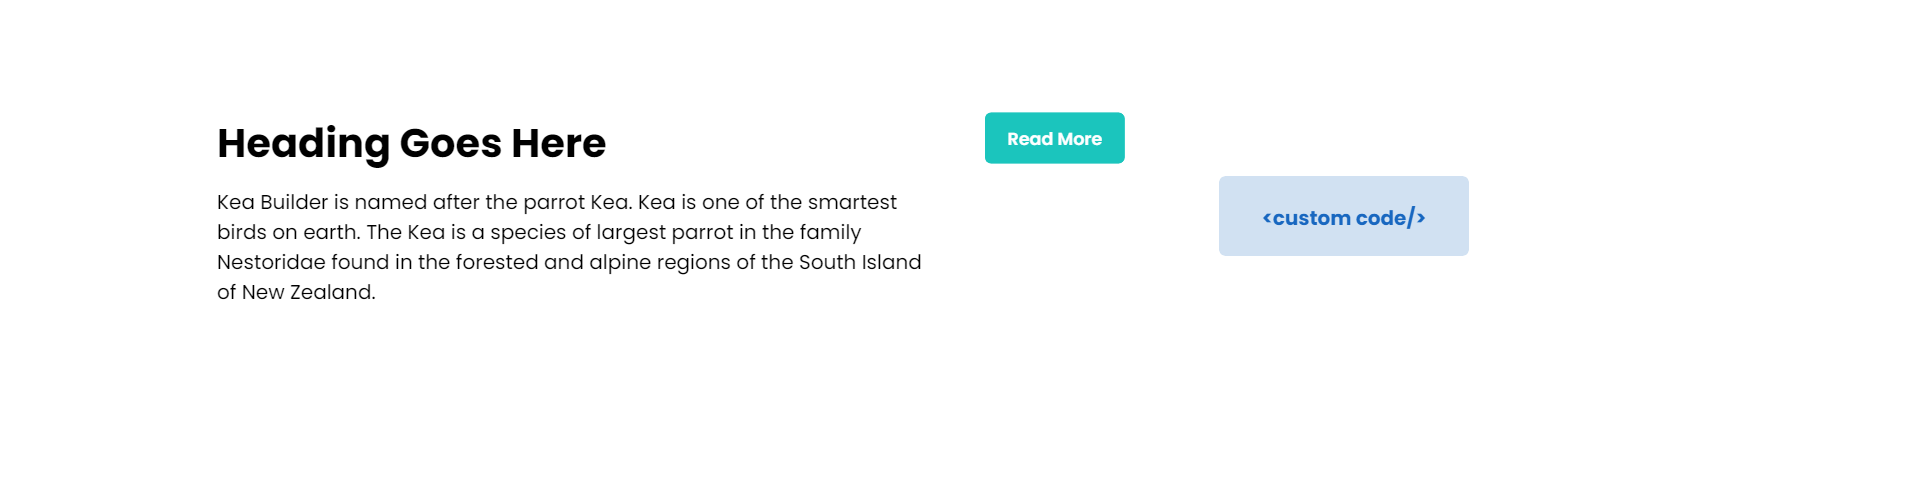 Heading Goes Here
Kea Builder is named after the parrot Kea. Kea is one of the smartest
birds on earth. The Kea is a species of largest parrot in the family
Nestoridae found in the forested and alpine regions of the South Island
of New Zealand.
Read More
<custom code/>